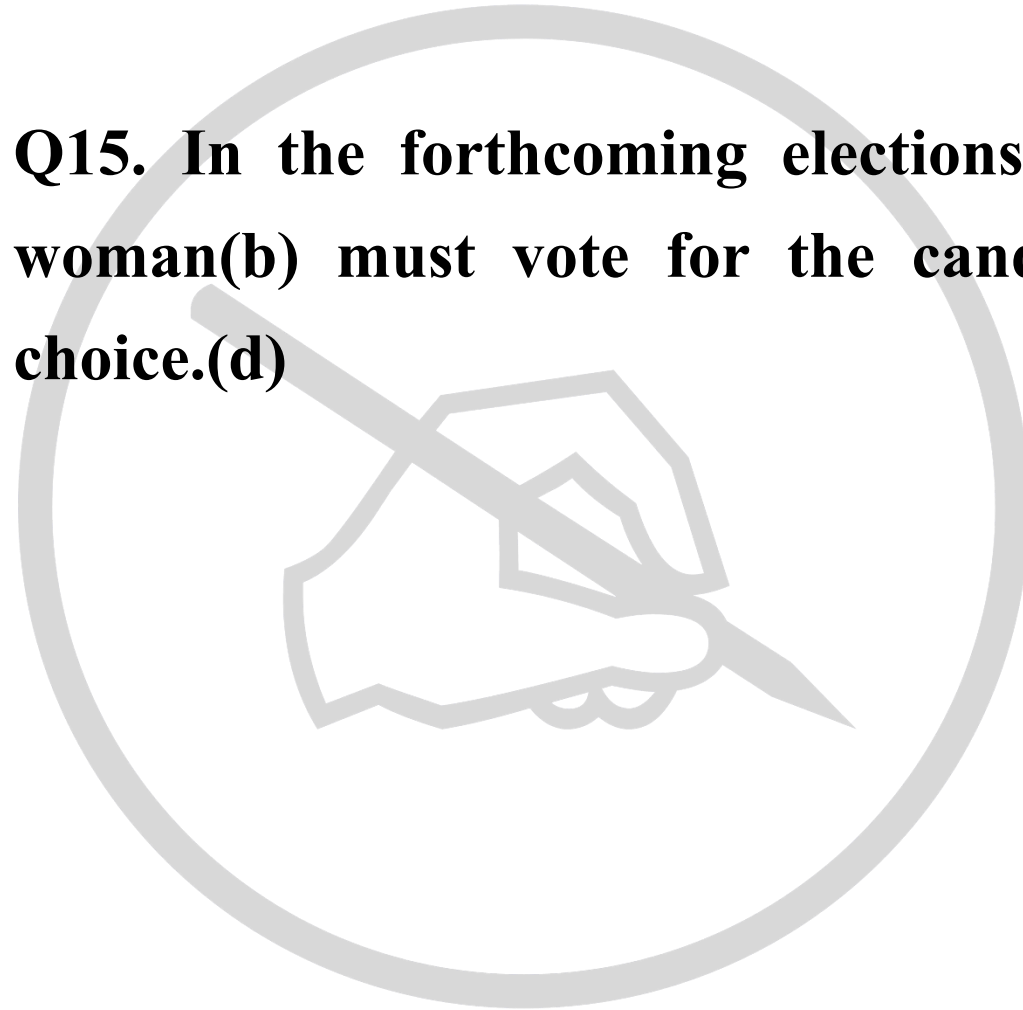 Q15. In the forthcoming elections
woman(b) must vote for the
choice.(d)